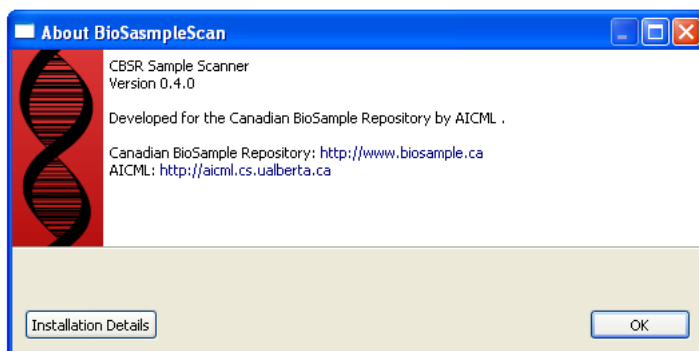 About BioSasmpleScan
CBSR Sample Scanner
Version 0.4.0
Developed for the Canadian BioSample Repository by AICML .
Canadian BioSample Repository: http://www.biosample.ca
AICML: http://aicml.cs.ualberta.ca
Installation Details
OK